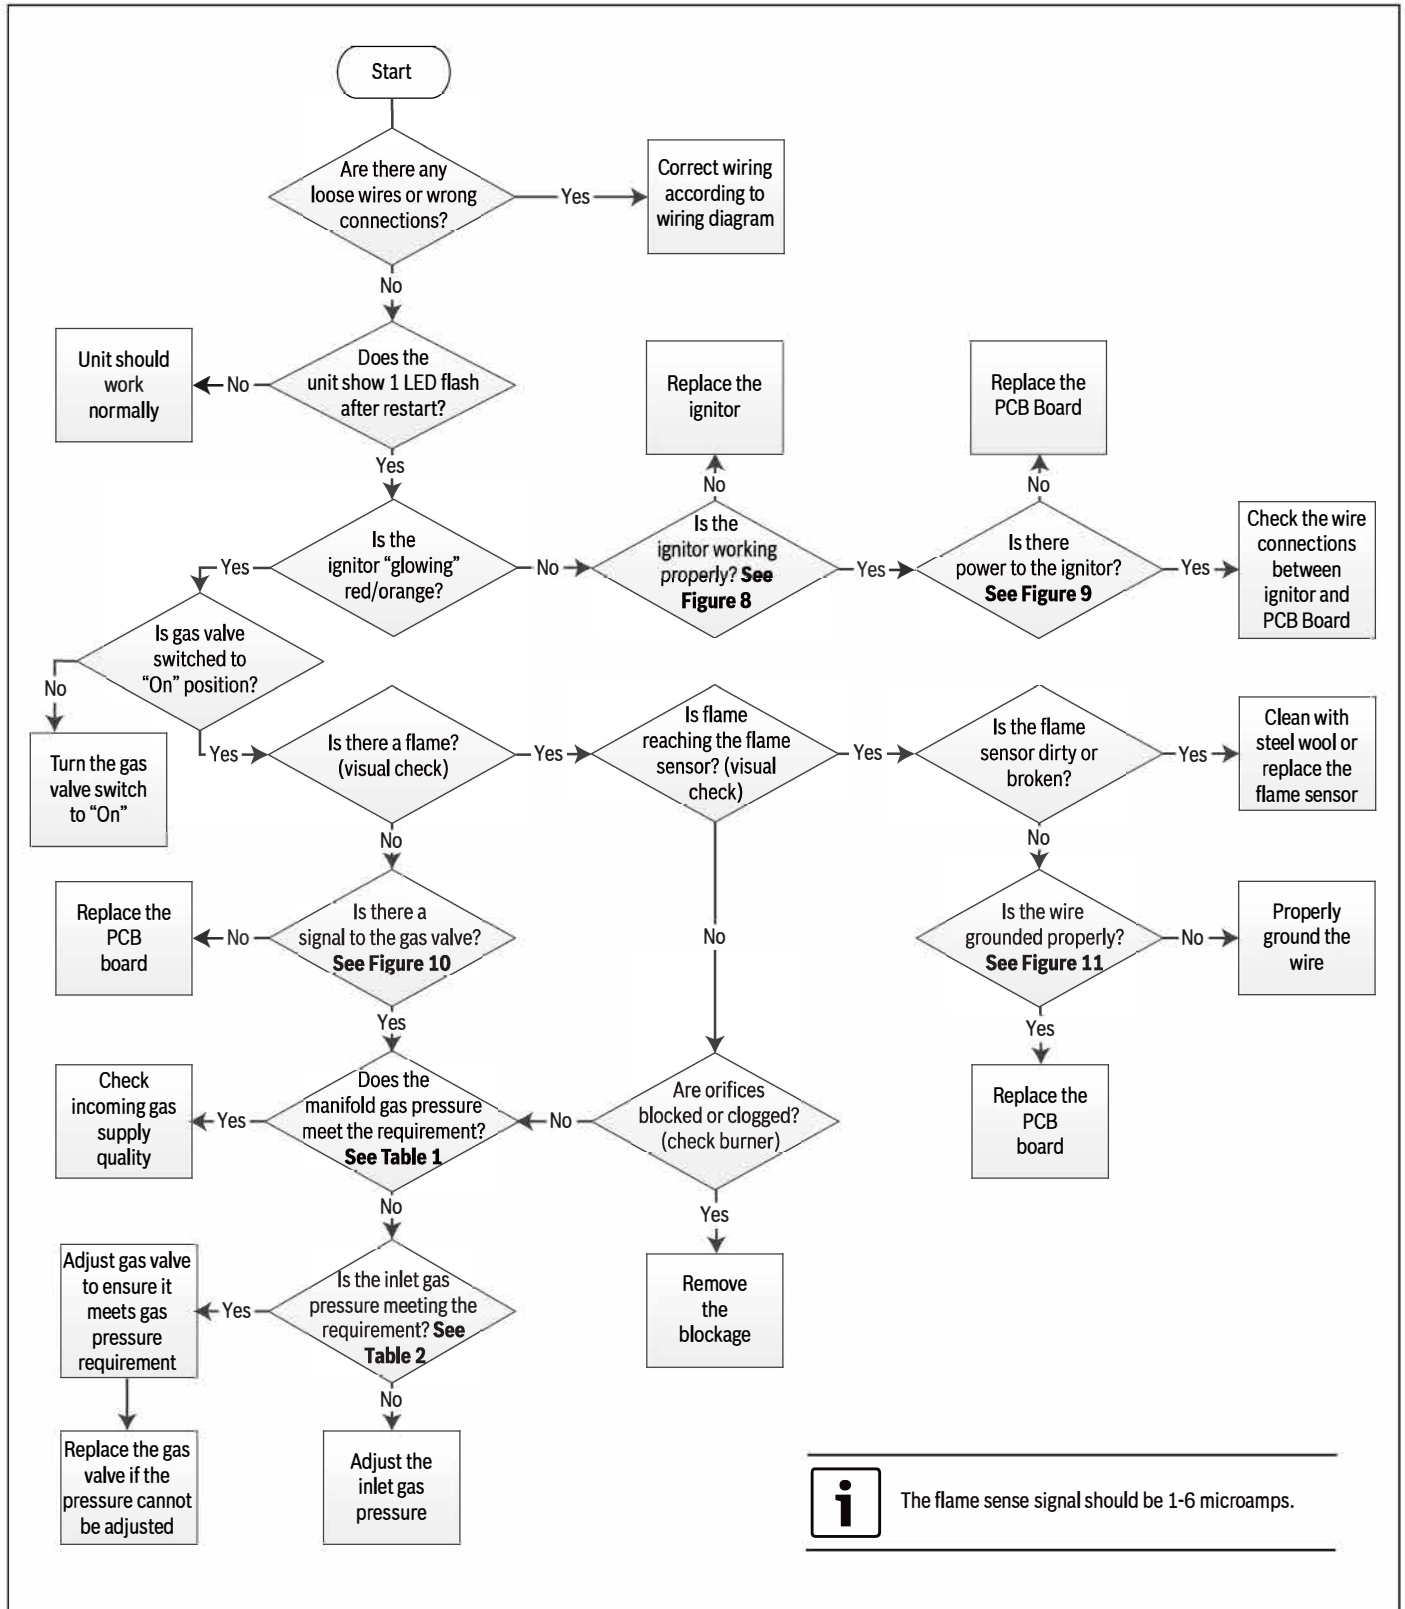 Start
Are there any
loose wires or wrong
connections?
Yes
Correct wiring
according to
wiring diagram
No
Does the
unit show 1 LED flash
after restart?
No
Unit should
work
normally
Yes
Is the
ignitor “glowing”
red/orange?
No
Is the
ignitor working
properly? See
Figure 8
No
Replace the
ignitor
Yes
Is there
power to the ignitor?
See Figure 9
No
Replace the
PCB Board
Yes
Check the wire
connections
between
ignitor and
PCB Board
Yes
Is gas valve
switched to
“On” position?
No
Turn the gas
valve switch
to “On”
Yes
Is there a flame?
(visual check)
Yes
Is flame
reaching the flame
sensor? (visual
check)
Yes
Is the flame
sensor dirty or
broken?
Yes
Clean with
steel wool or
replace the
flame sensor
No
Is the wire
grounded properly?
See Figure 11
No
Properly
ground the
wire
Yes
Replace the
PCB
board
No
Is there a
signal to the gas valve?
See Figure 10
No
Replace the
PCB
board
Yes
No
Are orifices
blocked or clogged?
(check burner)
No
Yes
Remove
the
blockage
Does the
manifold gas pressure
meet the requirement?
See Table 1
Yes
Check
incoming gas
supply
quality
No
Is the inlet gas
pressure meeting the
requirement? See
Table 2
Yes
Adjust gas valve
to ensure it
meets gas
pressure
requirement
Replace the gas
valve if the
pressure cannot
be adjusted
No
Adjust the
inlet gas
pressure
i
The flame sense signal should be 1-6 microamps.